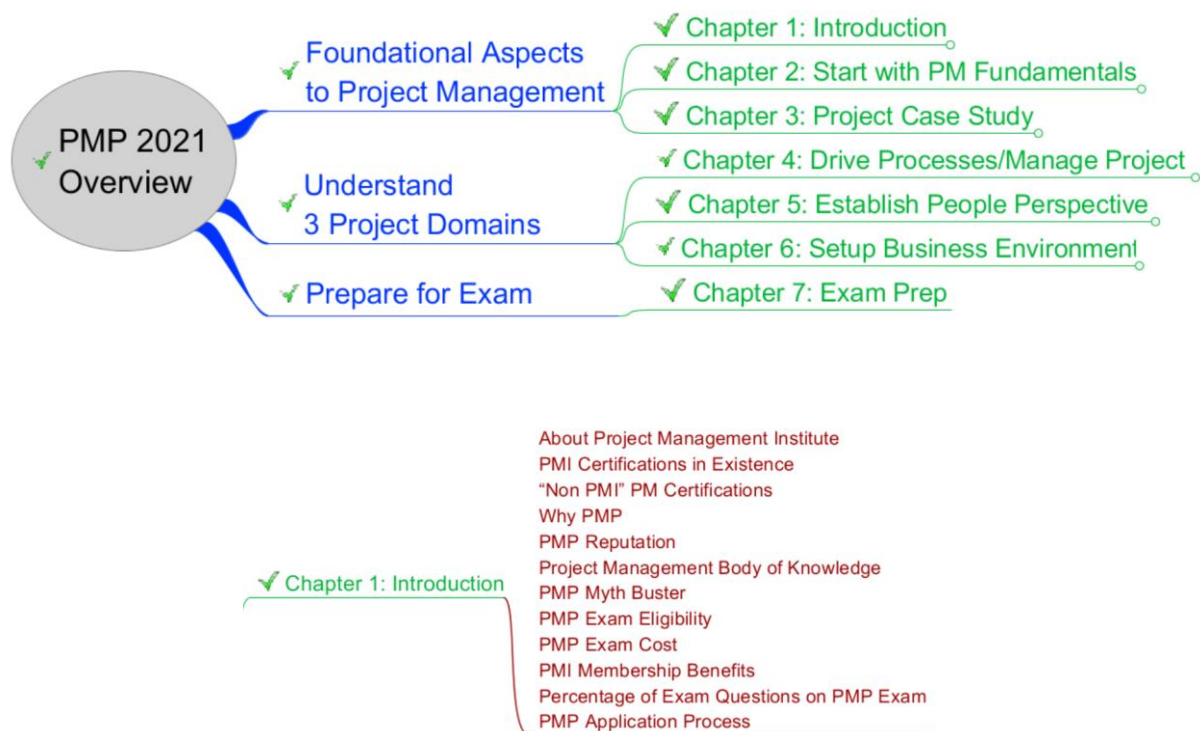 PMP 2021
Overview
Foundational Aspects
to Project Management
Chapter 1: Introduction
Chapter 2: Start with PM Fundamentals
Chapter 3: Project Case Study
Understand
3 Project Domains
Chapter 4: Drive Processes/Manage Project
Chapter 5: Establish People Perspective
Chapter 6: Setup Business Environment
Prepare for Exam
Chapter 7: Exam Prep
Chapter 1: Introduction
About Project Management Institute
PMI Certifications in Existence
“Non PMI” PM Certifications
Why PMP
PMP Reputation
Project Management Body of Knowledge
PMP Myth Buster
PMP Exam Eligibility
PMP Exam Cost
PMI Membership Benefits
Percentage of Exam Questions on PMP Exam
PMP Application Process